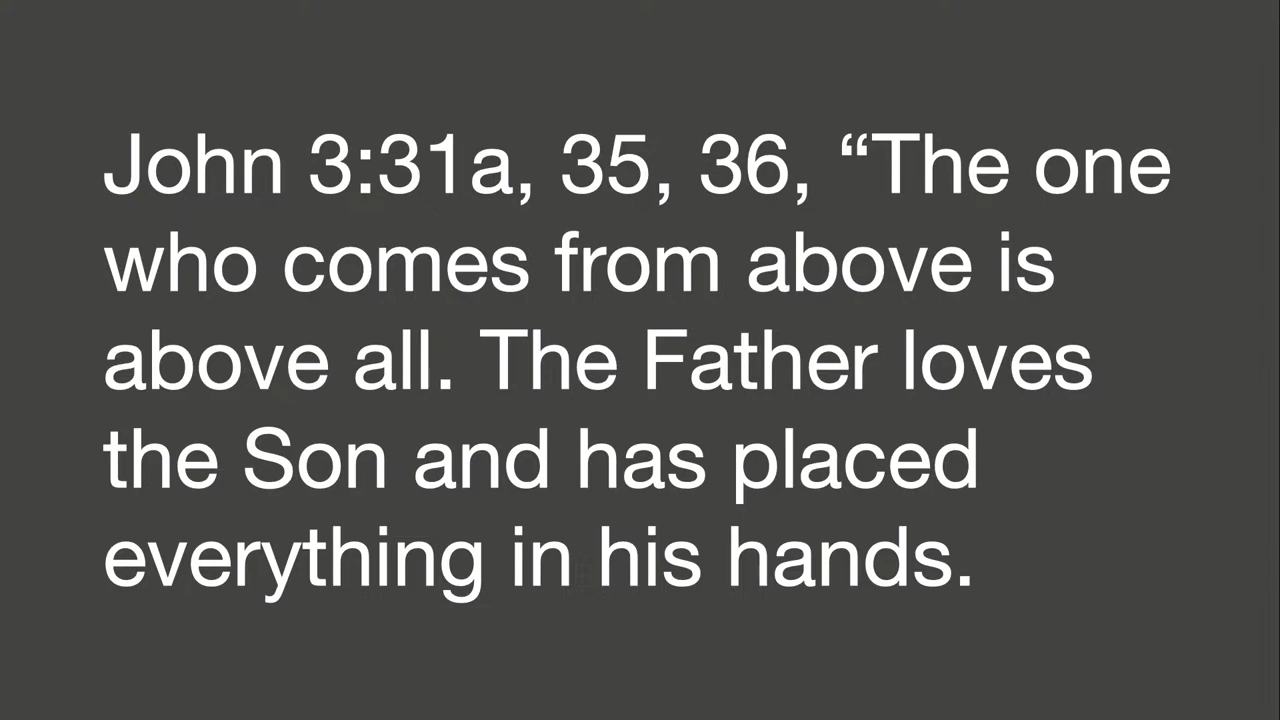 John 3:31a, 35, 36, “The one
who comes from above is
above all. The Father loves
the Son and has placed
everything in his hands.